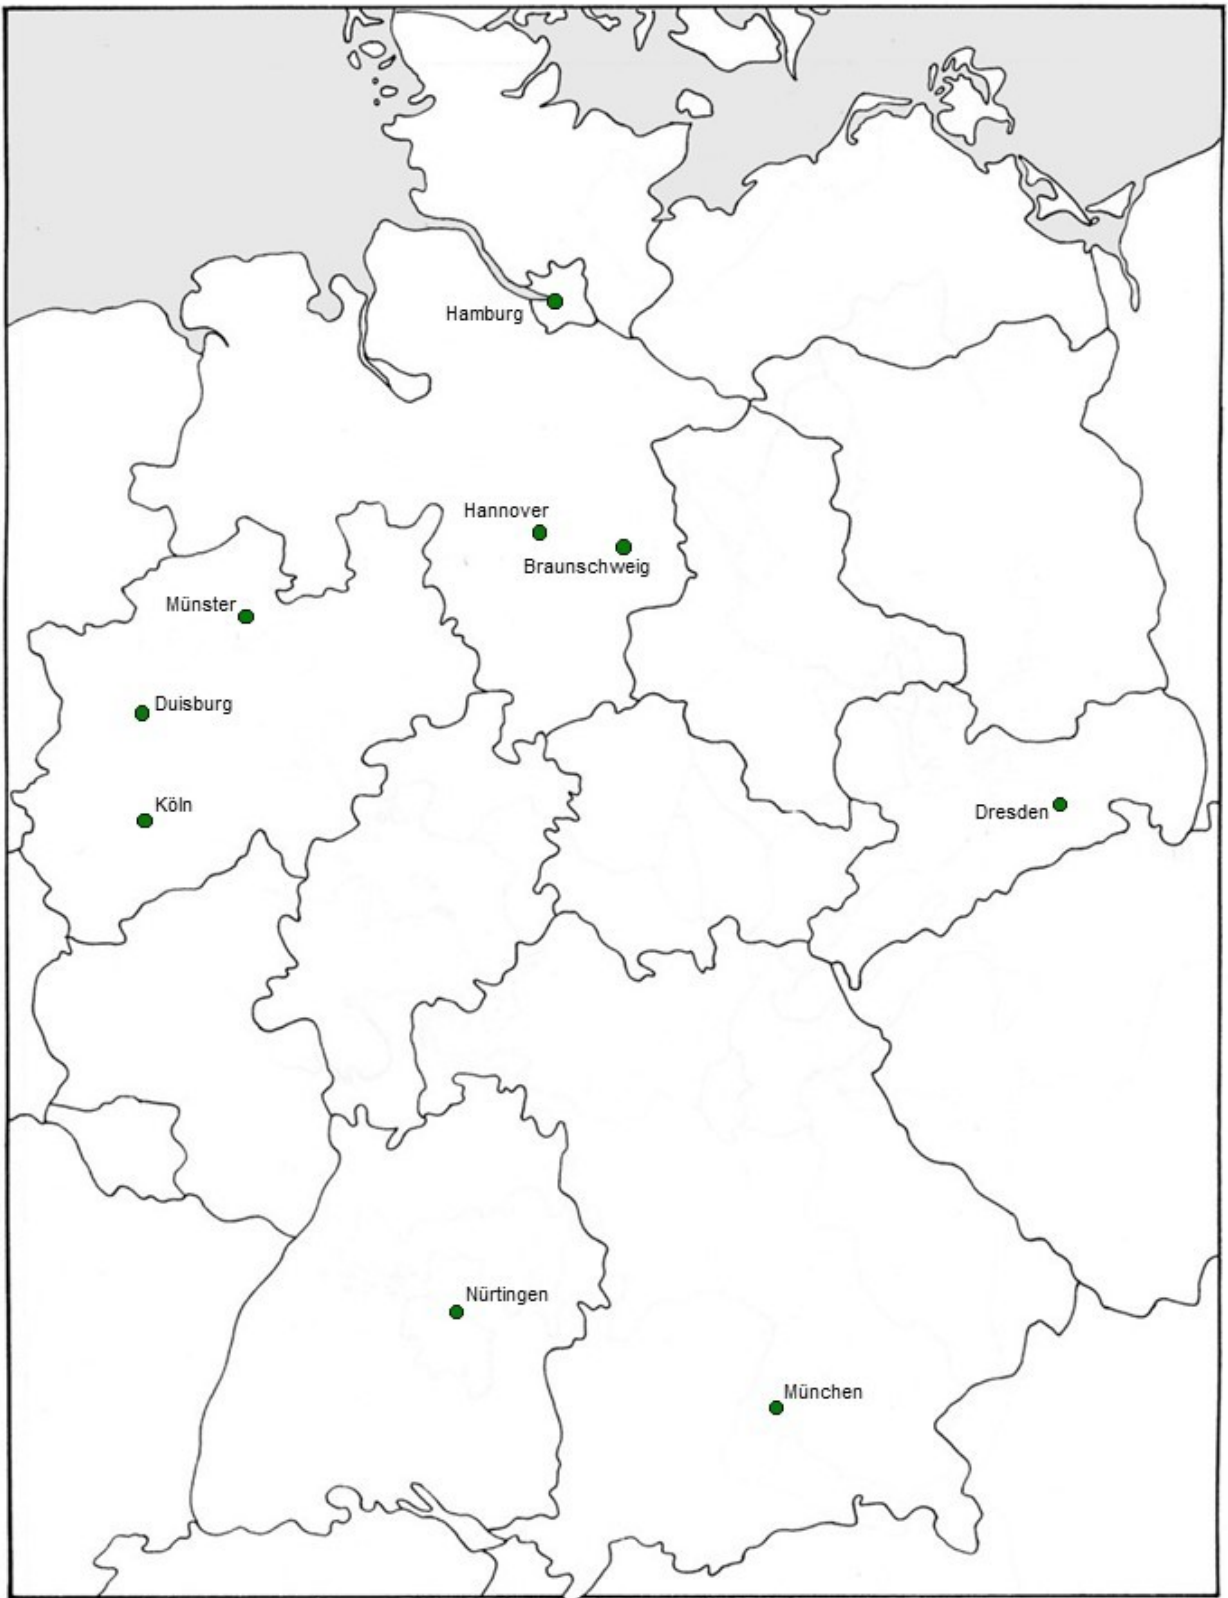 Hamburg
Hannover
Braunschweig
Münster
Duisburg
Köln
Dresden
Nürtingen
München